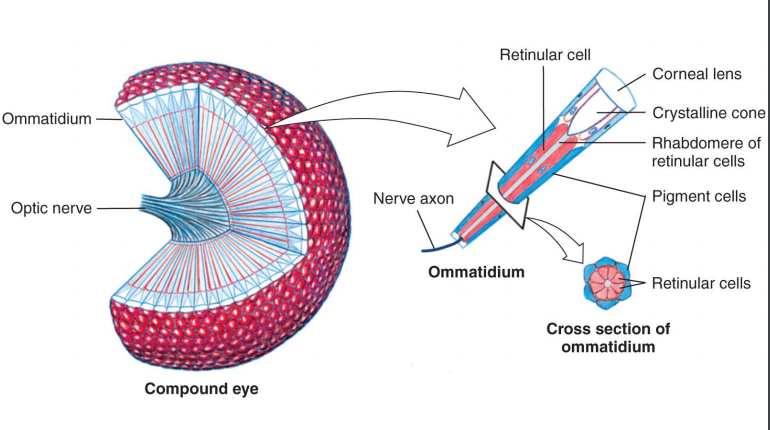 Ommatidium
Optic nerve
Compound eye
Retinular cell
Corneal lens
Crystalline cone
Rhabdomere of
retinular cells
Pigment cells
Nerve axon
Ommatidium
Retinular cells
Cross section of
ommatidium